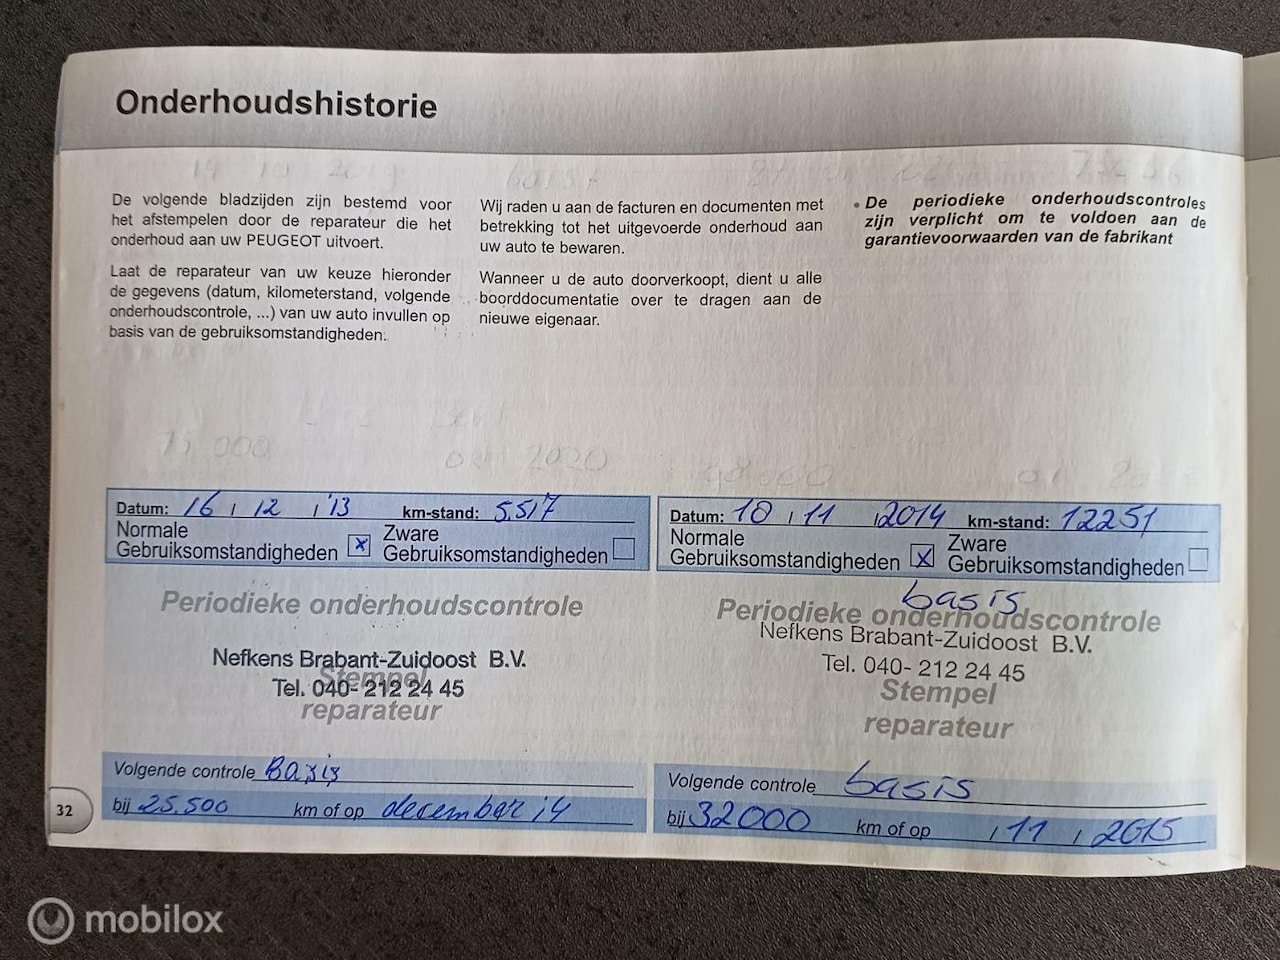 Onderhoudshistorie
De volgende bladzijden zijn bestemd voor
het afstempelen door de reparateur die het
onderhoud aan uw PEUGEOT uitvoert.
Laat de reparateur van uw keuze hieronder
de gegevens (datum, kilometerstand, volgende
onderhoudscontrole, ...) van uw auto invullen op
basis van de gebruiksomstandigheden.
Wij raden u aan de facturen en documenten met
betrekking tot het uitgevoerde onderhoud aan
uw auto te bewaren.
Wanneer u de auto doorverkoopt, dient u alle
boorddocumentatie over te dragen aan de
nieuwe eigenaar.
• De periodieke onderhoudscontroles
zijn verplicht om te voldoen aan de
garantievoorwaarden van de fabrikant
Datum: 16 / 12 / '13 km-stand: 5.517
Normale
Gebruiksomstandigheden x
Zware
Gebruiksomstandigheden
Periodieke onderhoudscontrole
Nefkens Brabant-Zuidoost B.V.
Stempel
Tel. 040- 212 24 45
reparateur
Volgende controle Basis
bij 25.500 km of op december 14
Datum: 10 / 11 / 2014 km-stand: 12251
Normale
Gebruiksomstandigheden x
Zware
Gebruiksomstandigheden
basis
Periodieke onderhoudscontrole
Nefkens Brabant-Zuidoost B.V.
Tel. 040- 212 24 45
Stempel
reparateur
Volgende controle basis
bij 32000 km of op / 11 / 2015
32
mobilox